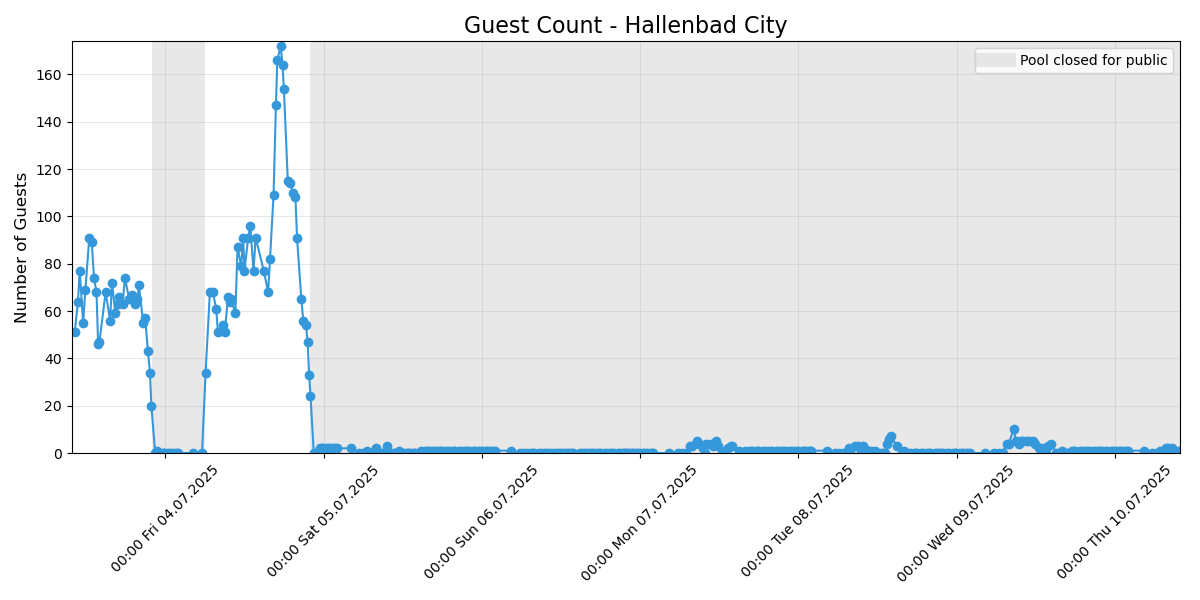 Guest Count - Hallenbad City
Pool closed for public
Number of Guests
160
140
120
100
80
60
40
20
0
00:00 Fri 04.07.2025
00:00 Sat 05.07.2025
00:00 Sun 06.07.2025
00:00 Mon 07.07.2025
00:00 Tue 08.07.2025
00:00 Wed 09.07.2025
00:00 Thu 10.07.2025